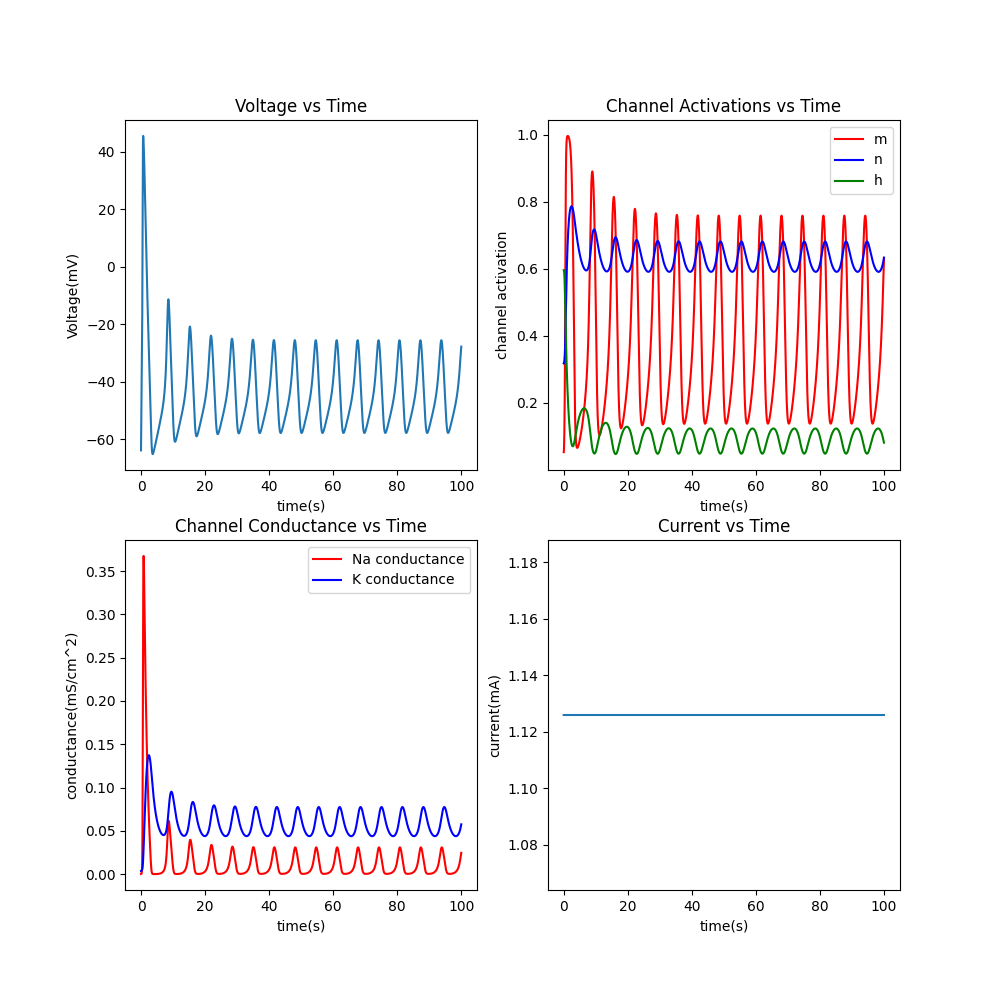 Voltage vs Time
Voltage(mV)
40
20
0
−20
−40
−60
0 20 40 60 80 100
time(s)
Channel Activations vs Time
channel activation
1.0
0.8
0.6
0.4
0.2
m
n
h
0 20 40 60 80 100
time(s)
Channel Conductance vs Time
conductance(mS/cm^2)
0.35
0.30
0.25
0.20
0.15
0.10
0.05
0.00
Na conductance
K conductance
0 20 40 60 80 100
time(s)
Current vs Time
current(mA)
1.18
1.16
1.14
1.12
1.10
1.08
0 20 40 60 80 100
time(s)